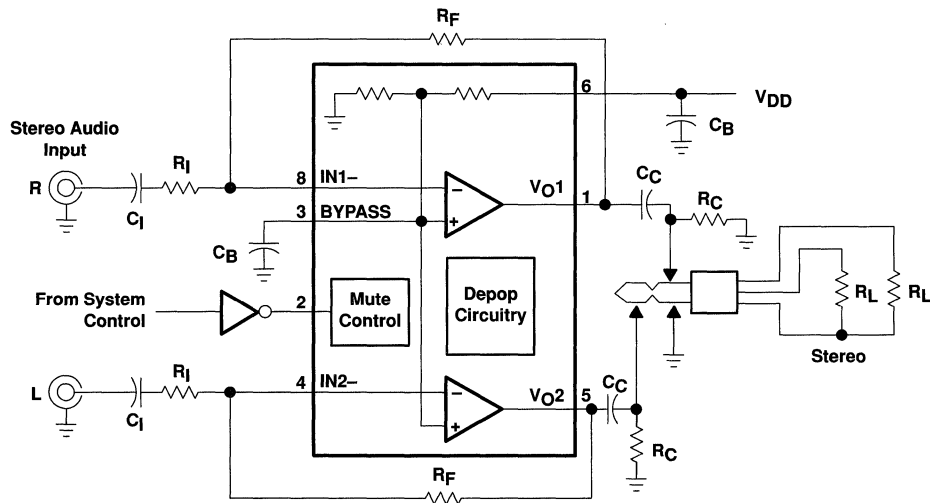 RF
6
VDD
CB
Stereo Audio
Input
R
CI
RI
8
IN1–
3
BYPASS
CB
–
+
VO1
1
CC
RC
From System
Control
2
Mute
Control
Depop
Circuitry
RL
RL
Stereo
L
CI
RI
4
IN2–
–
+
VO2
5
CC
RC
RF